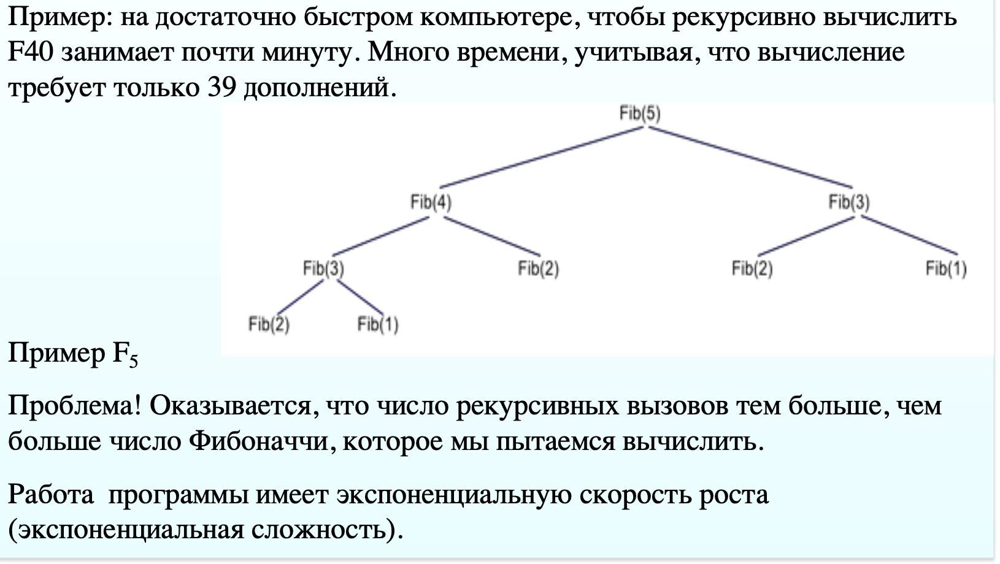 Пример: на достаточно быстром компьютере, чтобы рекурсивно вычислить
F40 занимает почти минуту. Много времени, учитывая, что вычисление
требует только 39 дополнений.
Fib(5)
Fib(4) Fib(3)
Fib(3) Fib(2) Fib(2) Fib(1)
Fib(2) Fib(1)
Пример F₅
Проблема! Оказывается, что число рекурсивных вызовов тем больше, чем
больше число Фибоначчи, которое мы пытаемся вычислить.
Работа программы имеет экспоненциальную скорость роста
(экспоненциальная сложность).